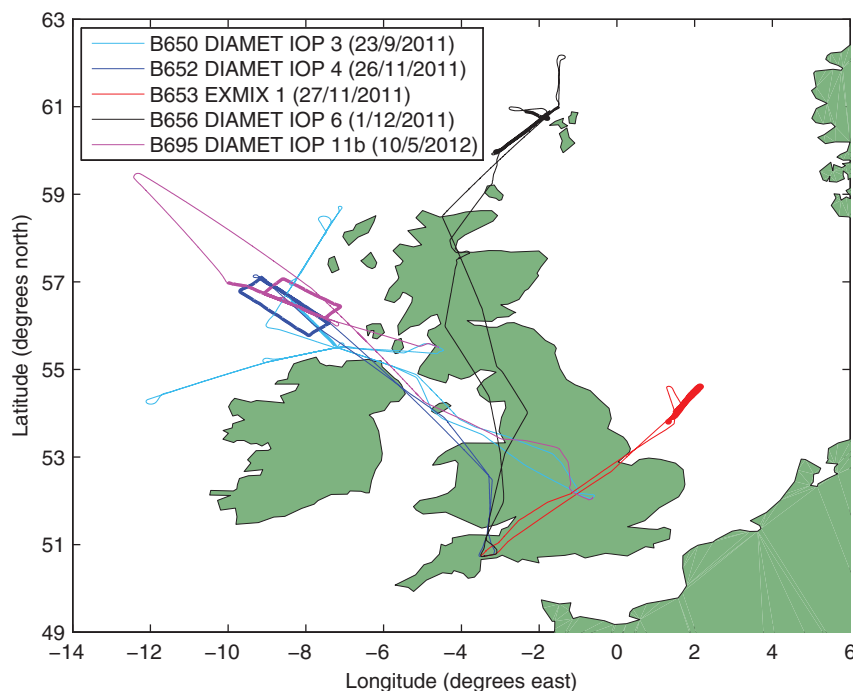 63
61
59
57
55
53
51
49
Latitude (degrees north)
B650 DIAMET IOP 3 (23/9/2011)
B652 DIAMET IOP 4 (26/11/2011)
B653 EXMIX 1 (27/11/2011)
B656 DIAMET IOP 6 (1/12/2011)
B695 DIAMET IOP 11b (10/5/2012)
−14 −12 −10 −8 −6 −4 −2 0 2 4 6
Longitude (degrees east)